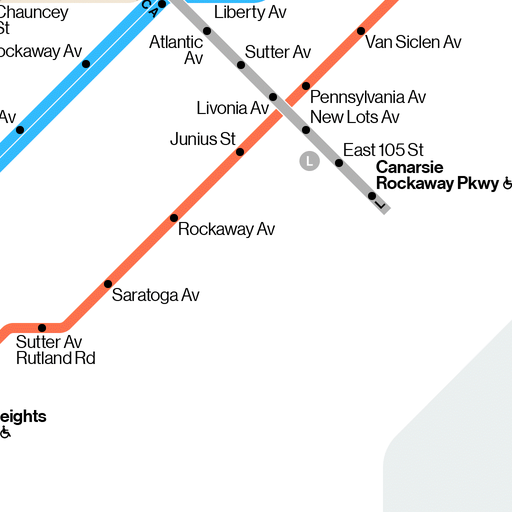 Chauncey
St
Liberty Av
CA
Atlantic
Av
Van Siclen Av
ockaway Av
Sutter Av
Pennsylvania Av
Livonia Av
New Lots Av
Av
Junius St
East 105 St
L
Canarsie
Rockaway Pkwy
L
Rockaway Av
Saratoga Av
Sutter Av
Rutland Rd
eights